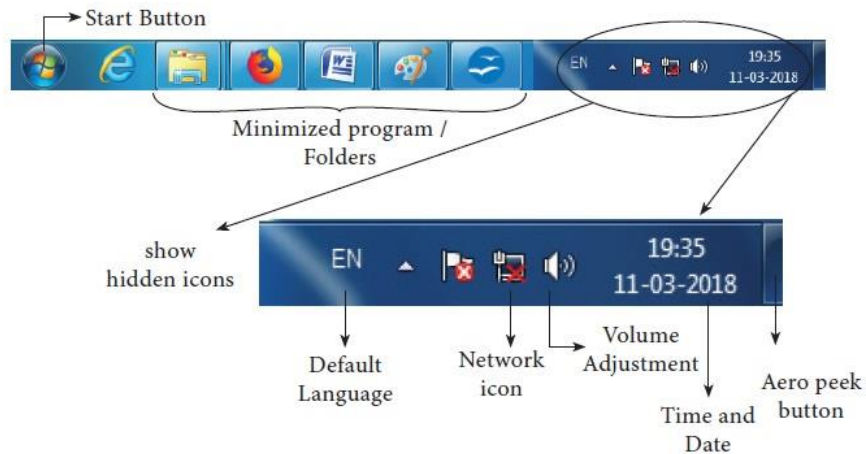 Start Button
EN
19:35
11-03-2018
Minimized program /
Folders
show
hidden icons
EN
19:35
11-03-2018
Default
Language
Network
icon
Volume
Adjustment
Time and
Date
Aero peek
button